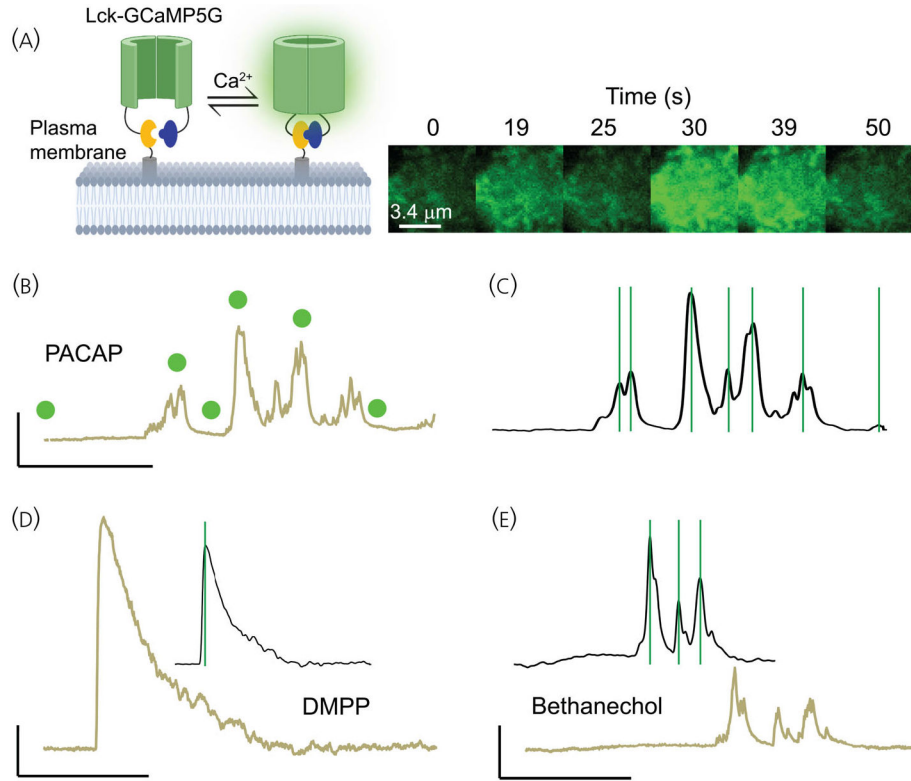 (A)
Lck-GCaMP5G
Ca²⁺
Plasma
membrane
Time (s)
0 19 25 30 39 50
3.4 μm
(B)
PACAP
(C)
(D)
DMPP
(E)
Bethanechol